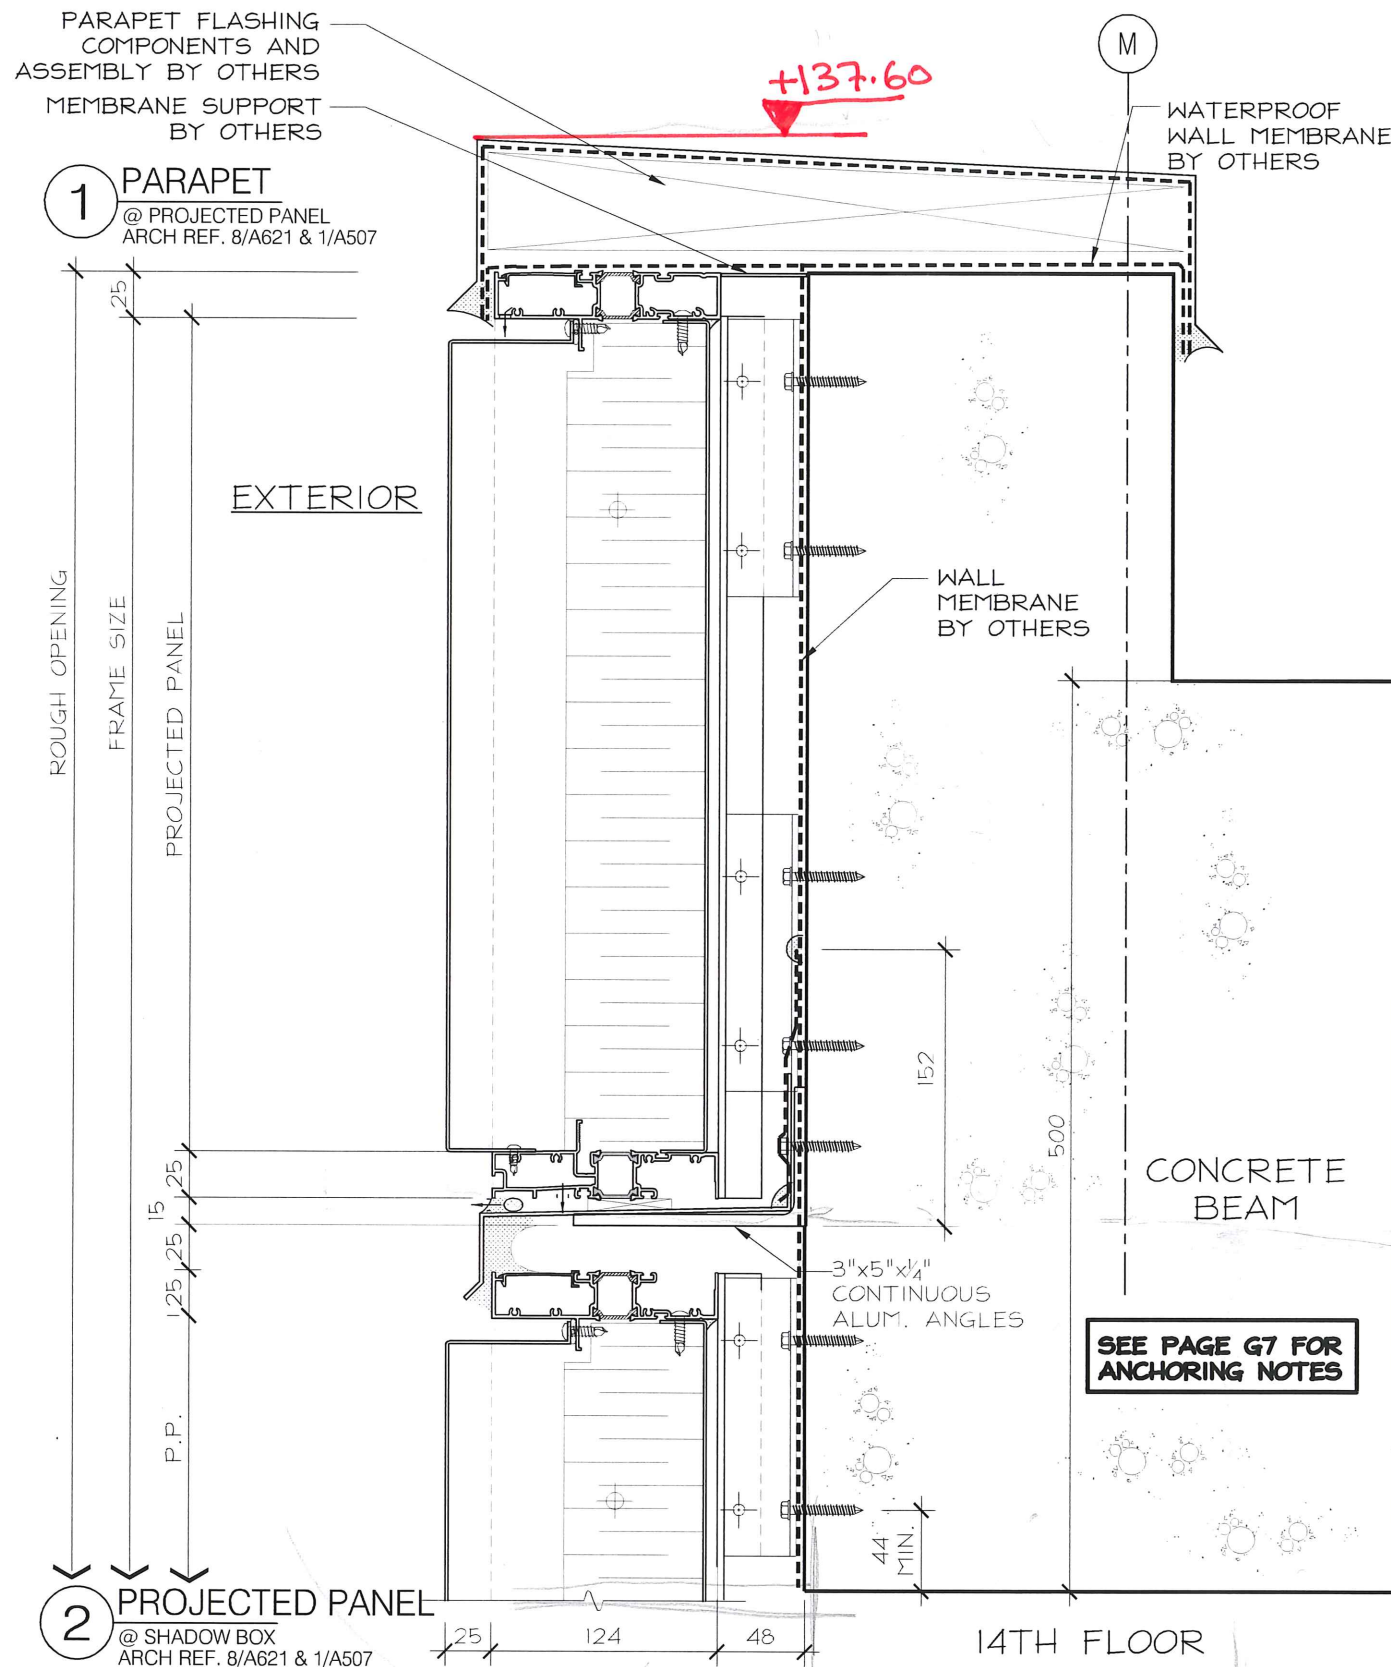 PARAPET FLASHING
COMPONENTS AND
ASSEMBLY BY OTHERS
MEMBRANE SUPPORT
BY OTHERS
+137.60
M
WATERPROOF
WALL MEMBRANE
BY OTHERS
1 PARAPET
@ PROJECTED PANEL
ARCH REF. 8/A621 & 1/A507
25
EXTERIOR
ROUGH OPENING
FRAME SIZE
PROJECTED PANEL
WALL
MEMBRANE
BY OTHERS
152
500
CONCRETE
BEAM
25
15
25
25
P.P.
3"x5"x1/4"
CONTINUOUS
ALUM. ANGLES
SEE PAGE G7 FOR
ANCHORING NOTES
44
MIN.
2 PROJECTED PANEL
@ SHADOW BOX
ARCH REF. 8/A621 & 1/A507
25
124
48
14TH FLOOR